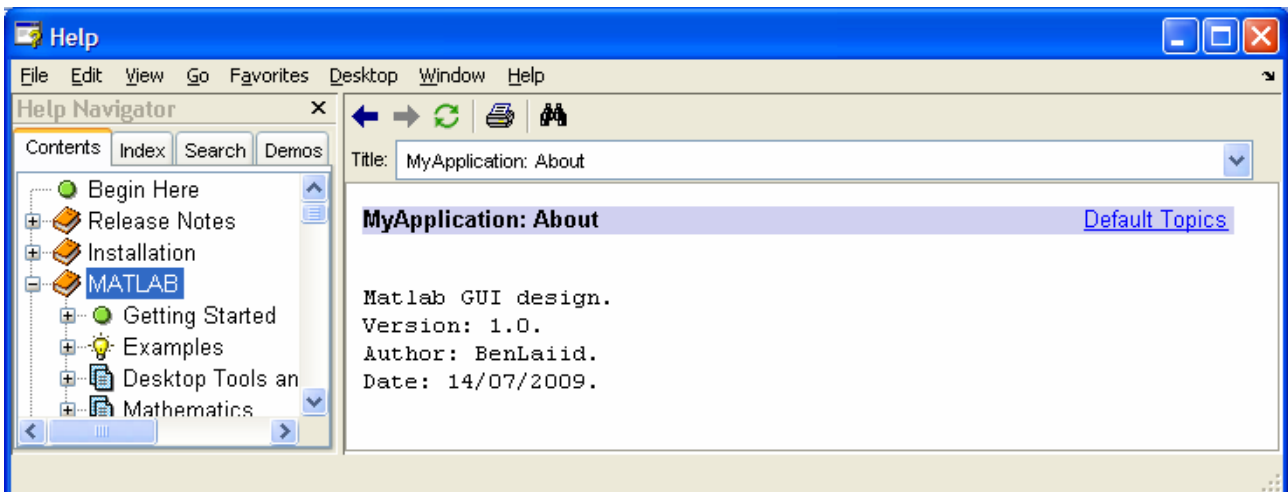 Help
File Edit View Go Favorites Desktop Window Help
Help Navigator
Contents Index Search Demos
Begin Here
Release Notes
Installation
MATLAB
Getting Started
Examples
Desktop Tools an
Mathematics
Title: MyApplication: About
MyApplication: About Default Topics
Matlab GUI design.
Version: 1.0.
Author: BenLaiid.
Date: 14/07/2009.